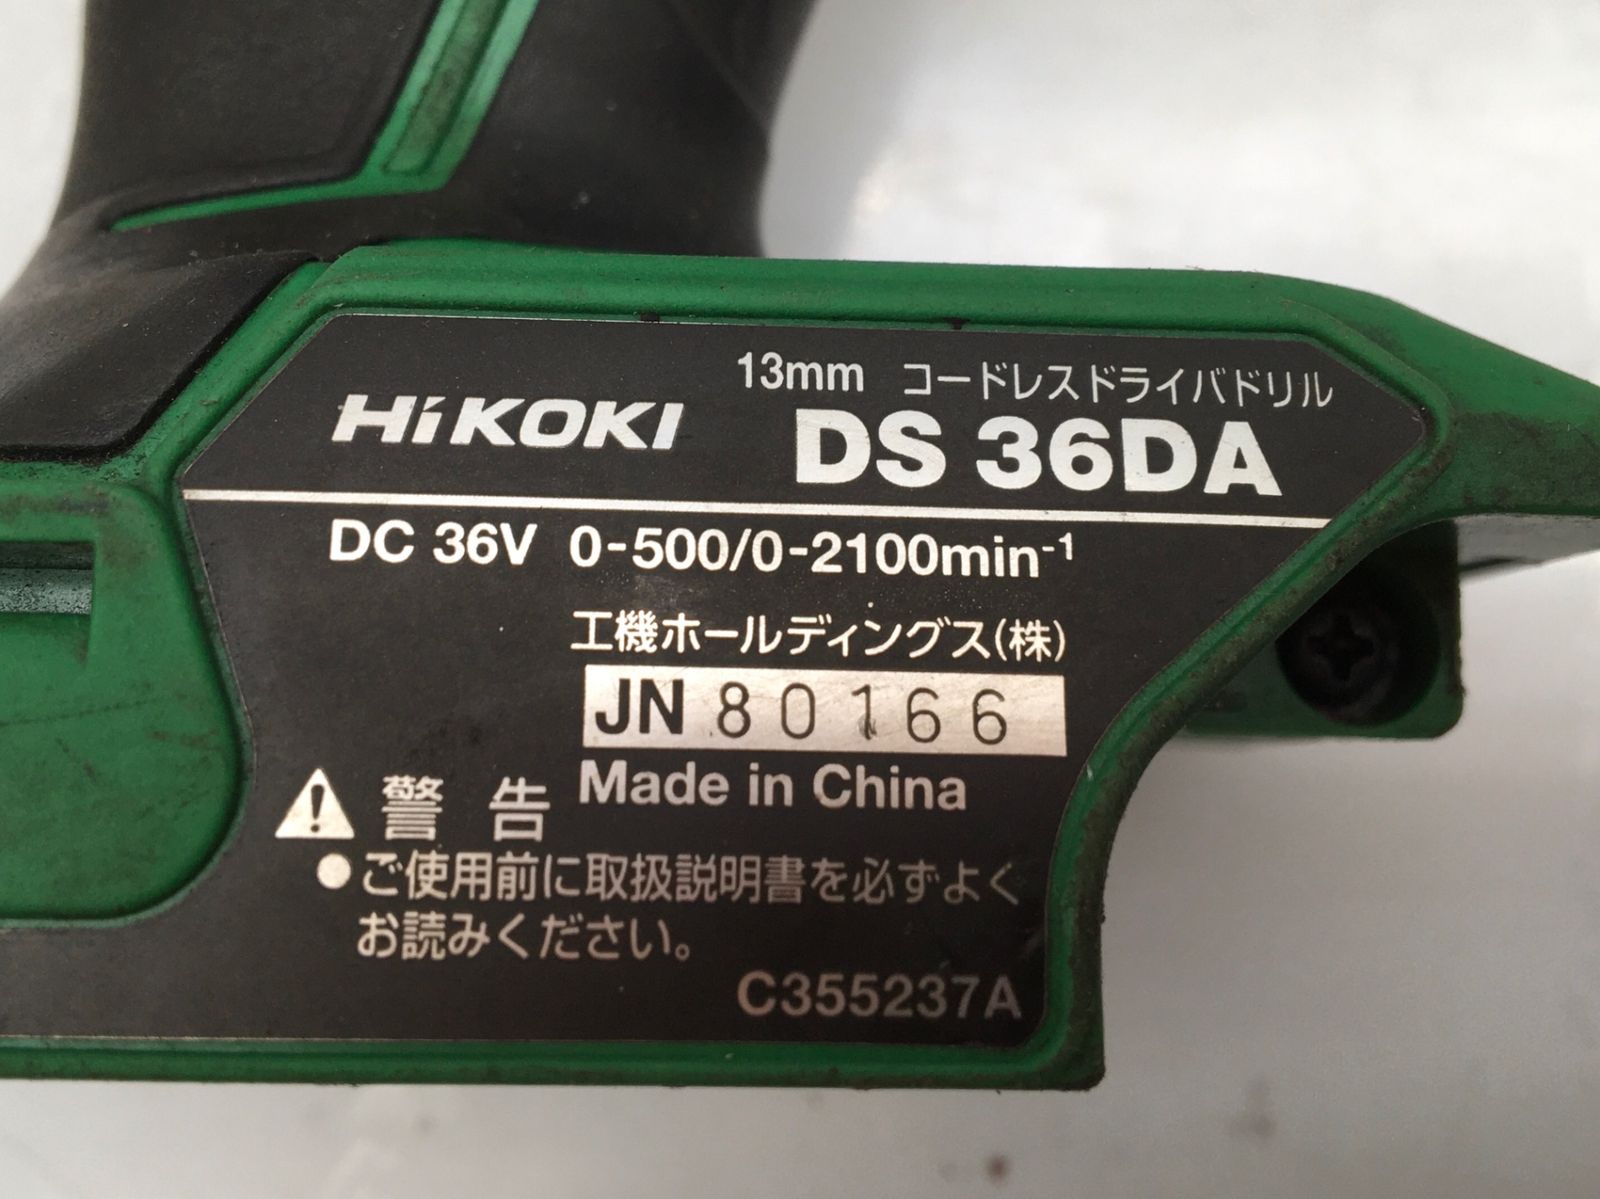 13mm コードレスドライバドリル
HiKOKI DS 36DA
DC 36V 0-500/0-2100min⁻¹
工機ホールディングス(株)
JN 80166
Made in China
警告
●ご使用前に取扱説明書を必ずよく
お読みください。
C355237A